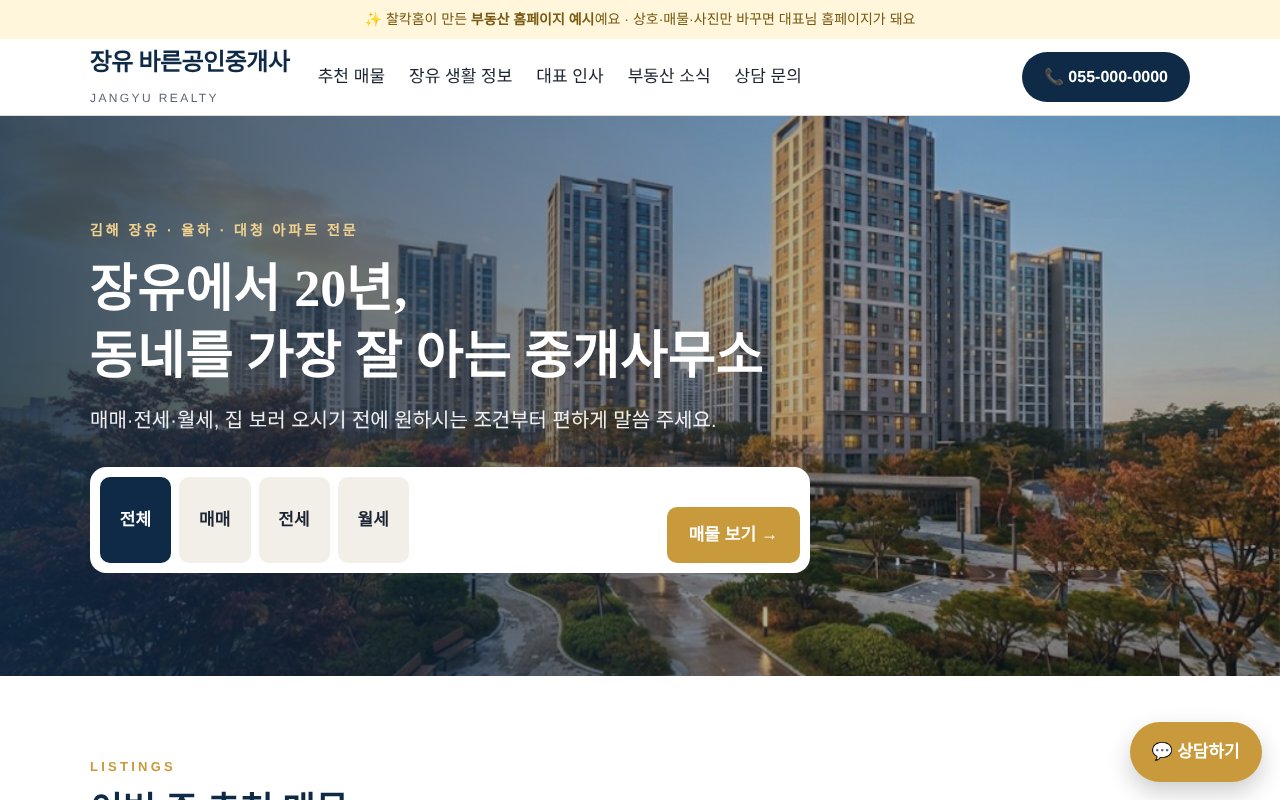 ✨ 찰칵홈이 만든 부동산 홈페이지 예시예요 · 상호·매물·사진만 바꾸면 대표님 홈페이지가 돼요
장유 바른공인중개사
JANGYU REALTY
추천 매물 장유 생활 정보 대표 인사 부동산 소식 상담 문의
📞 055-000-0000
김해 장유 · 율하 · 대청 아파트 전문
장유에서 20년,
동네를 가장 잘 아는 중개사무소
매매·전세·월세, 집 보러 오시기 전에 원하시는 조건부터 편하게 말씀 주세요.
전체 매매 전세 월세
매물 보기 →
💬 상담하기
LISTINGS
이번 주 추천 매물